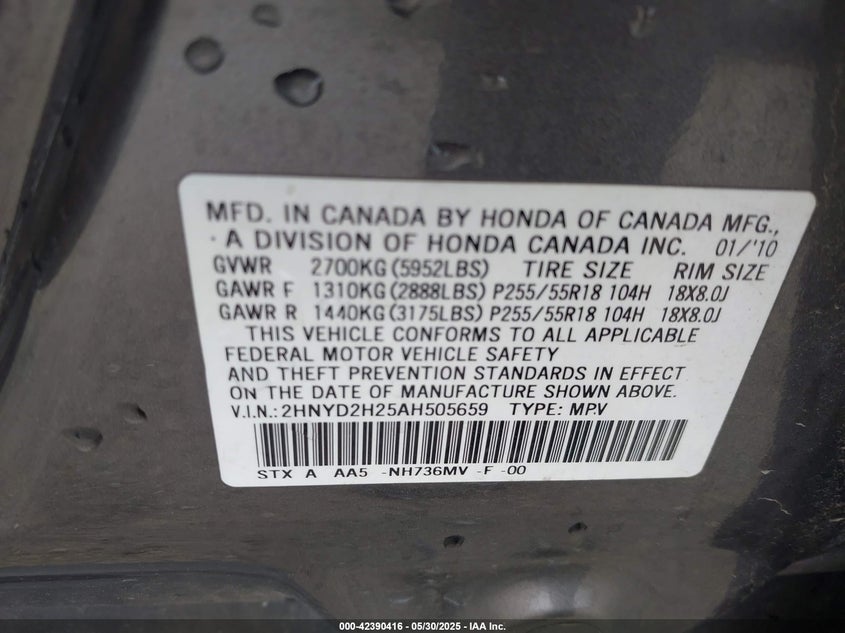 MFD. IN CANADA BY HONDA OF CANADA MFG.,
A DIVISION OF HONDA CANADA INC. 01/'10
GVWR 2700KG (5952LBS) TIRE SIZE RIM SIZE
GAWR F 1310KG (2888LBS) P255/55R18 104H 18X8.0J
GAWR R 1440KG (3175LBS) P255/55R18 104H 18X8.0J
THIS VEHICLE CONFORMS TO ALL APPLICABLE
FEDERAL MOTOR VEHICLE SAFETY
AND THEFT PREVENTION STANDARDS IN EFFECT
ON THE DATE OF MANUFACTURE SHOWN ABOVE.
V.I.N.: 2HNYD2H25AH505659 TYPE: MPV
STX A AA5 -NH736MV -F -00
000-42390416 - 05/30/2025 - IAA Inc.